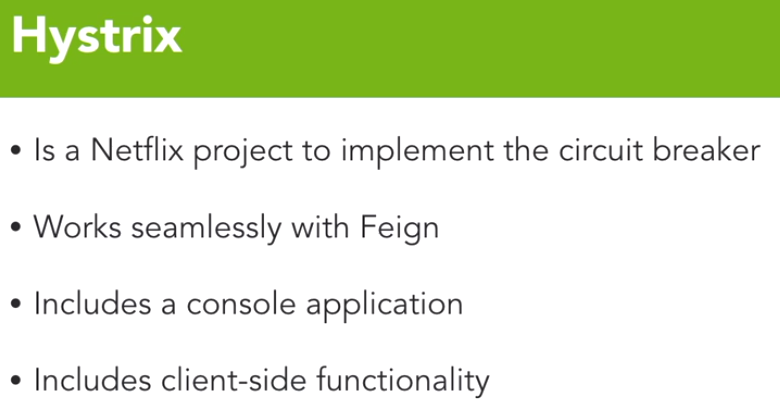 Hystrix
• Is a Netflix project to implement the circuit breaker
• Works seamlessly with Feign
• Includes a console application
• Includes client-side functionality